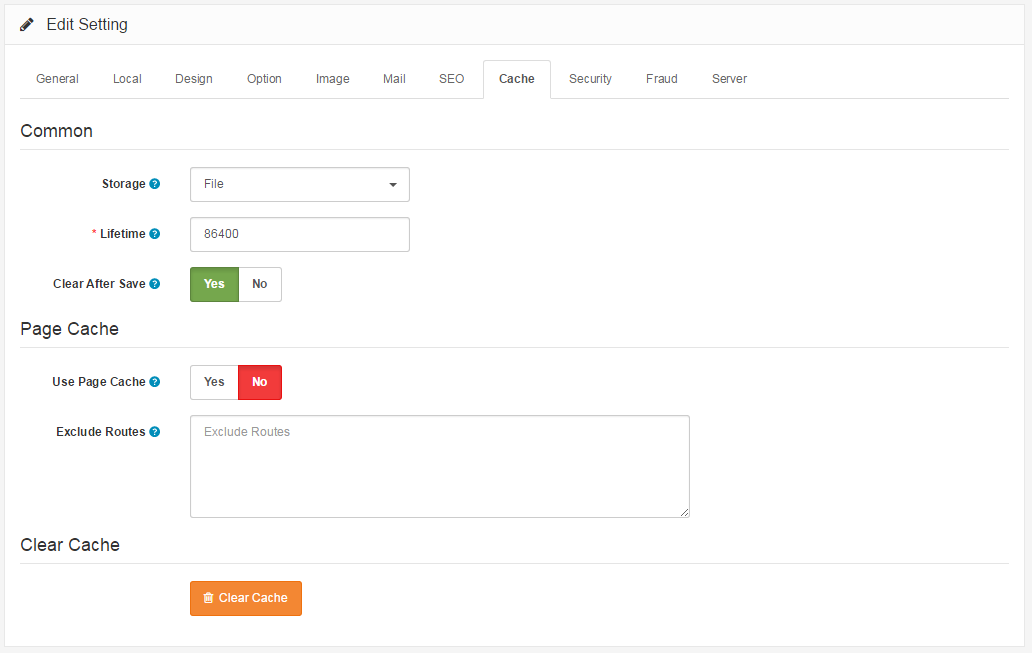 Edit Setting
General Local Design Option Image Mail SEO Cache Security Fraud Server
Common
Storage ? File
* Lifetime ? 86400
Clear After Save ? Yes No
Page Cache
Use Page Cache ? Yes No
Exclude Routes ? Exclude Routes
Clear Cache
Clear Cache